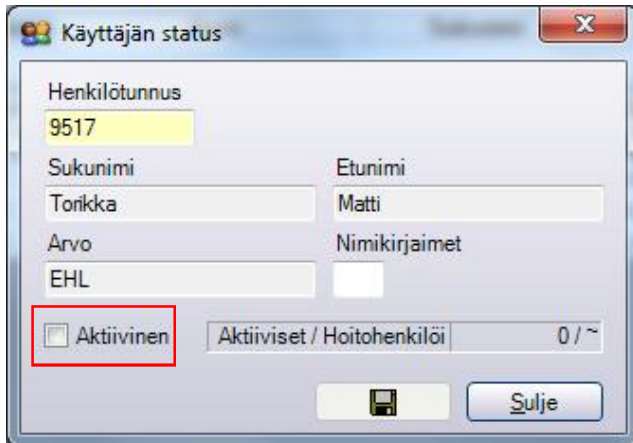 Käyttäjän status
Henkilötunnus
9517
Sukunimi Etunimi
Torikka Matti
Arvo Nimikirjaimet
EHL
Aktiivinen Aktiiviset / Hoitohenkilöi 0 / ~
Sulje